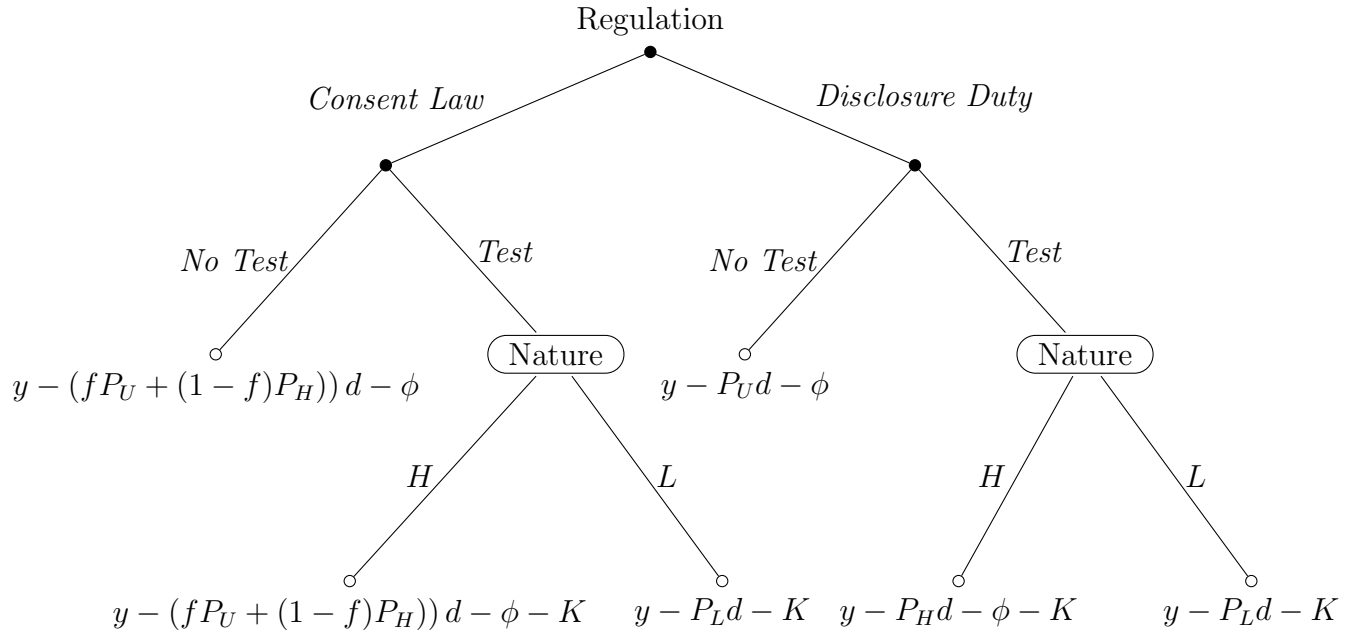 Regulation
Consent Law
Disclosure Duty
No Test
Test
No Test
Test
Nature
Nature
y − (fP_U + (1 − f)P_H)) d − ϕ
y − P_U d − ϕ
H
L
H
L
y − (fP_U + (1 − f)P_H)) d − ϕ − K
y − P_L d − K
y − P_H d − ϕ − K
y − P_L d − K